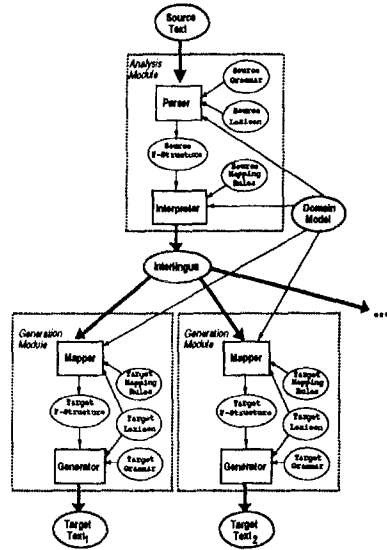 Source
Text
Analysis
Module
Source
Grammar
Parser
Source
Lexicon
Source
F-Structure
Source
Mapping
Rules
Interpreter
Domain
Model
Interlingua
...
Generation
Module
Mapper
Target
Mapping
Rules
Target
F-Structure
Target
Lexicon
Generator
Target
Grammar
Target
Text1
Generation
Module
Mapper
Target
Mapping
Rules
Target
F-Structure
Target
Lexicon
Generator
Target
Grammar
Target
Text2